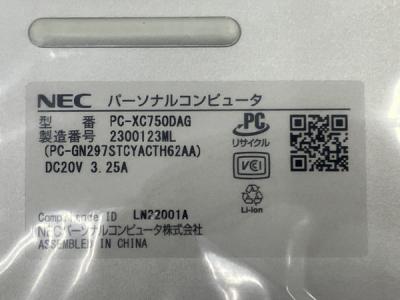 NEC パーソナルコンピュータ
型 番 PC-XC750DAG
製造番号 2300123ML
(PC-GN297STCYACTH62AA)
DC20V 3.25A
PC
リサイクル
VCCI
Li-ion
Compliance ID LN22001A
NECパーソナルコンピュータ株式会社
ASSEMBLED IN CHINA